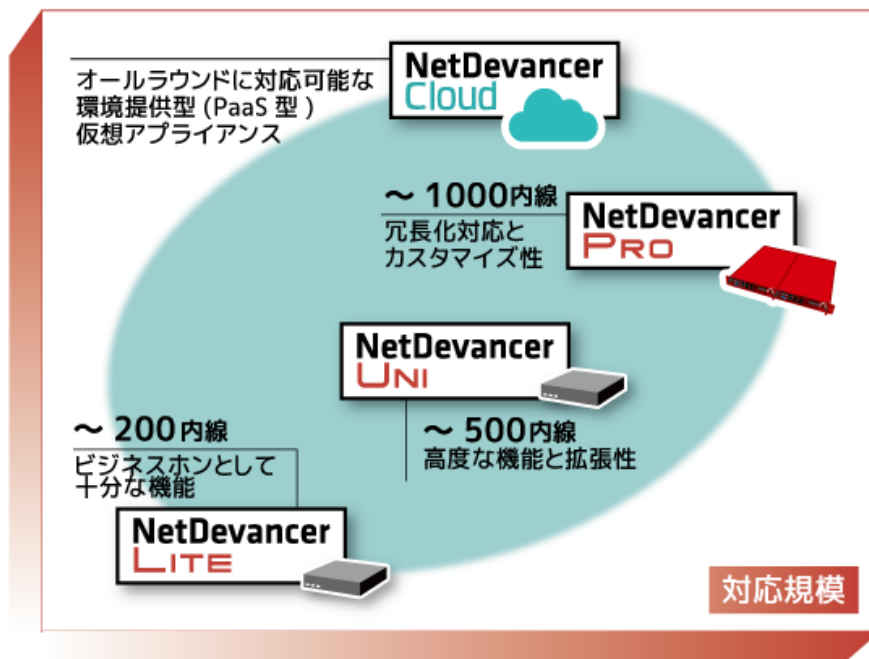 オールラウンドに対応可能な
環境提供型 (PaaS 型 )
仮想アプライアンス
NetDevancer
Cloud
～ 1000内線
冗長化対応と
カスタマイズ性
NetDevancer
PRO
NetDevancer
UNI
～ 500内線
高度な機能と拡張性
～ 200内線
ビジネスホンとして
十分な機能
NetDevancer
LITE
対応規模